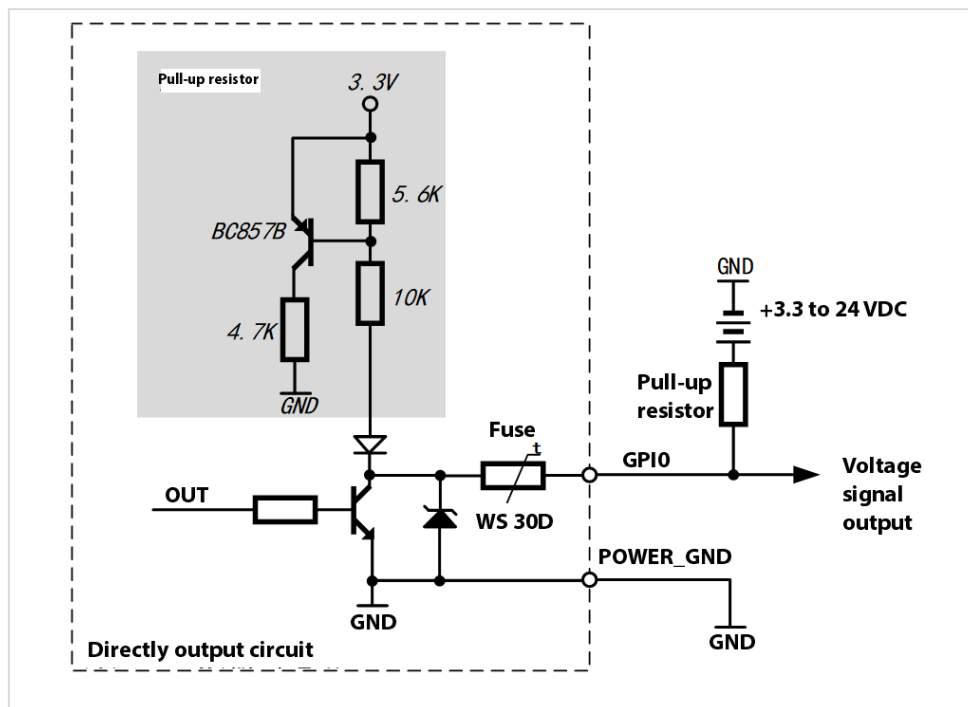 Pull-up resistor
3.3V
5.6K
BC857B
10K
4.7K
GND
GND
+3.3 to 24 VDC
Pull-up
resistor
Fuse
t
GPI0
Voltage
signal
output
OUT
WS 30D
POWER_GND
GND
GND
Directly output circuit